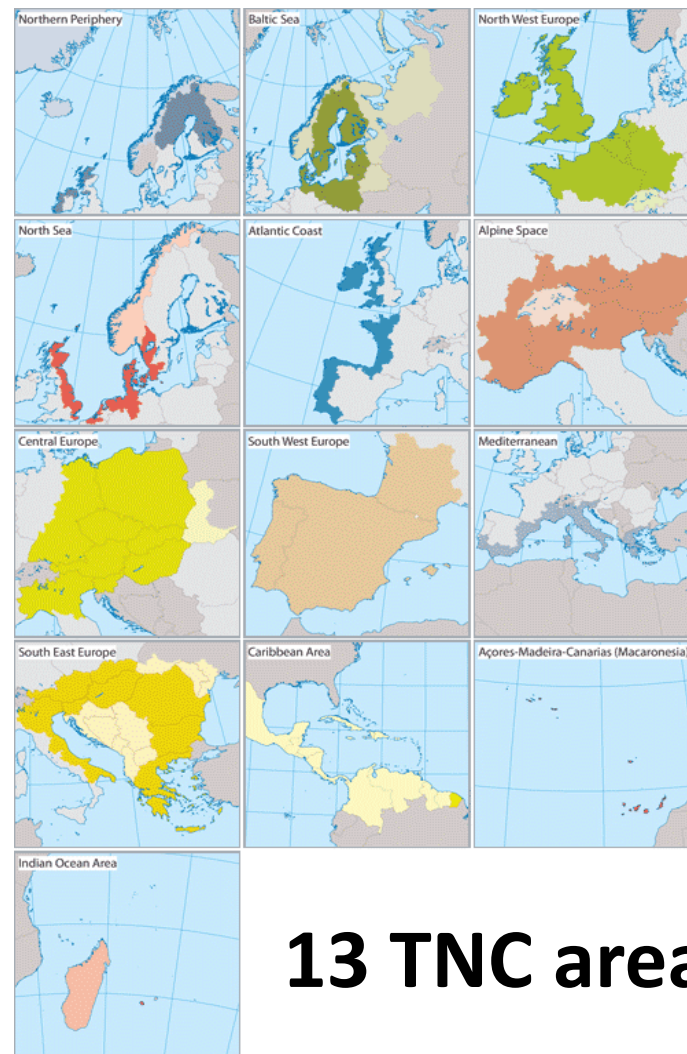 Northern Periphery
Baltic Sea
North West Europe
North Sea
Atlantic Coast
Alpine Space
Central Europe
South West Europe
Mediterranean
South East Europe
Caribbean Area
Açores-Madeira-Canarias (Macaronesia)
Indian Ocean Area
13 TNC area